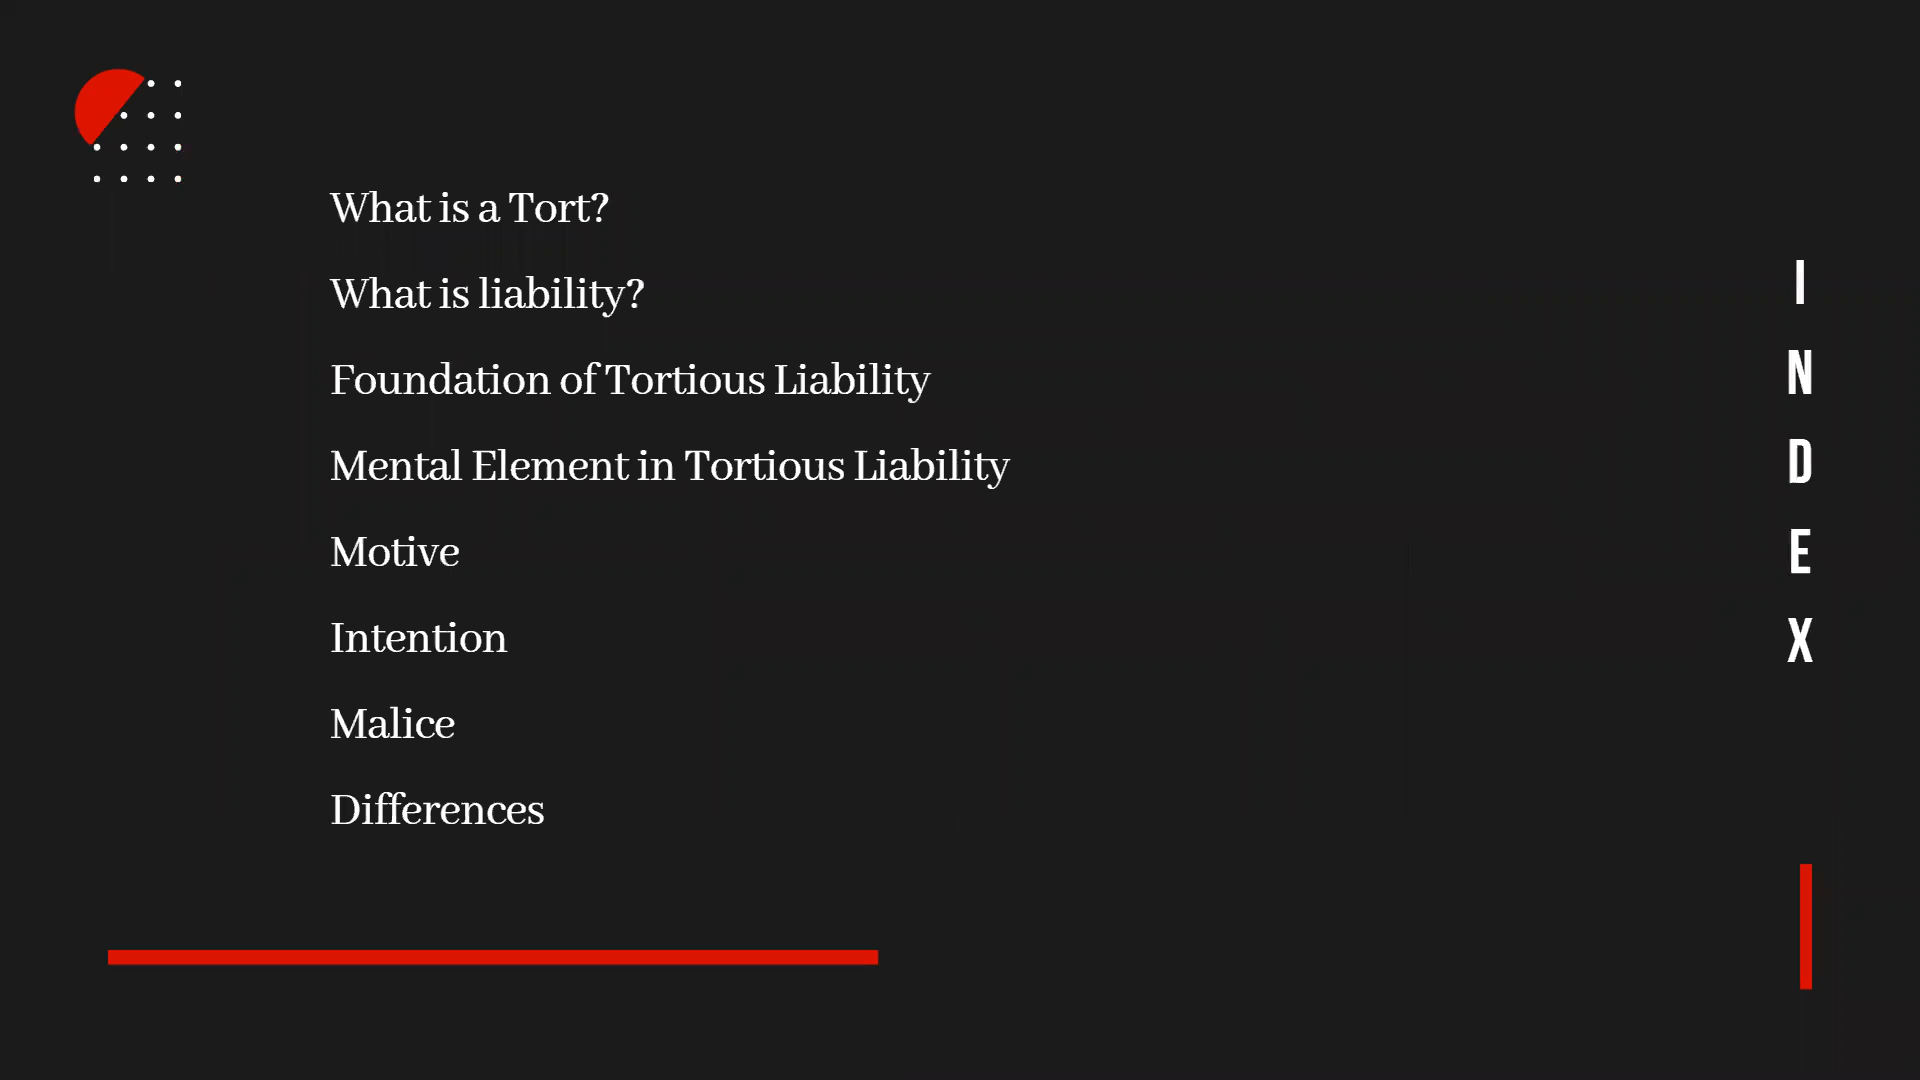 What is a Tort?
What is liability?
Foundation of Tortious Liability
Mental Element in Tortious Liability
Motive
Intention
Malice
Differences
INDEX